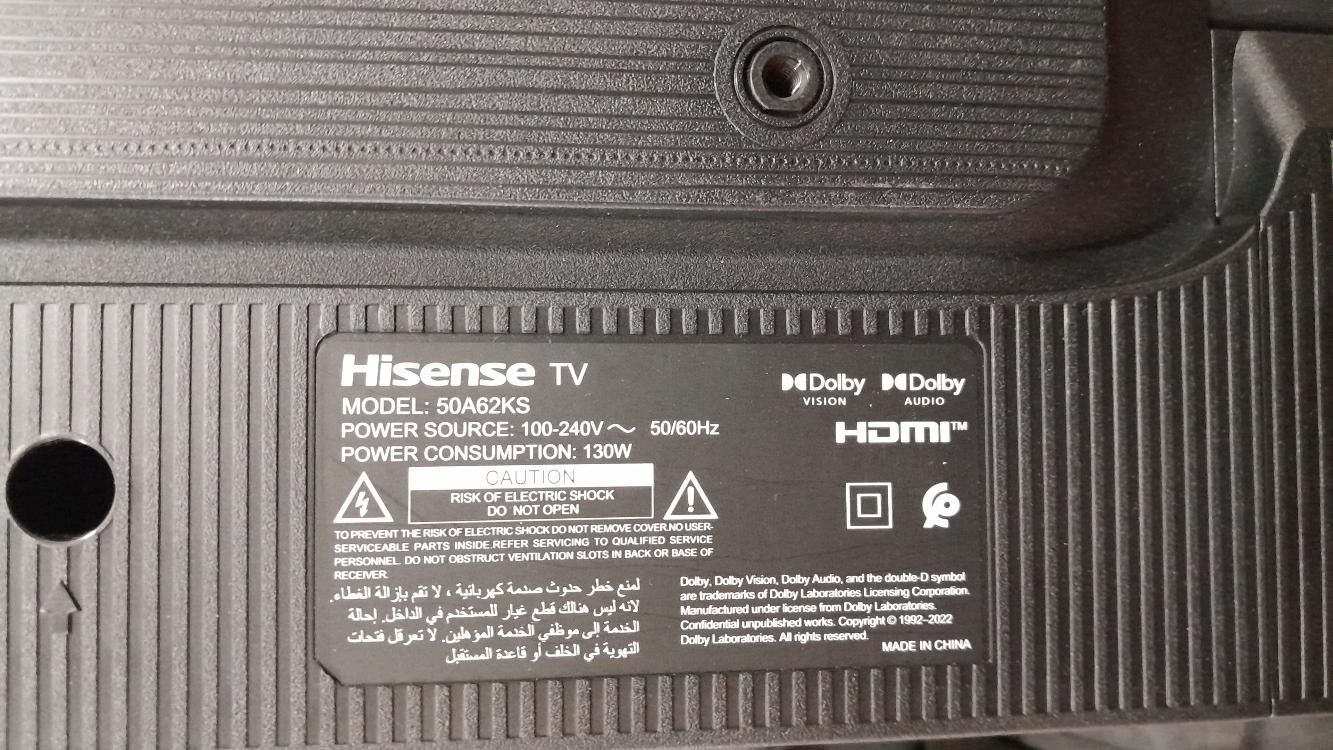 Hisense TV
MODEL: 50A62KS
POWER SOURCE: 100-240V～ 50/60Hz
POWER CONSUMPTION: 130W
Dolby VISION
Dolby AUDIO
HDMI™
CAUTION
RISK OF ELECTRIC SHOCK
DO NOT OPEN
TO PREVENT THE RISK OF ELECTRIC SHOCK DO NOT REMOVE COVER.NO USER-
SERVICEABLE PARTS INSIDE.REFER SERVICING TO QUALIFIED SERVICE
PERSONNEL. DO NOT OBSTRUCT VENTILATION SLOTS IN BACK OR BASE OF
RECEIVER.
لمنع خطر حدوث صدمة كهربائية ، لا تقم بإزالة الغطاء.
لانه ليس هنالك قطع غيار للمستخدم في الداخل. إحالة
الخدمة إلى موظفي الخدمة المؤهلين. لا تعرقل فتحات
التهوية في الخلف أو قاعدة المستقبل
Dolby, Dolby Vision, Dolby Audio, and the double-D symbol
are trademarks of Dolby Laboratories Licensing Corporation.
Manufactured under license from Dolby Laboratories.
Confidential unpublished works. Copyright © 1992–2022
Dolby Laboratories. All rights reserved.
MADE IN CHINA